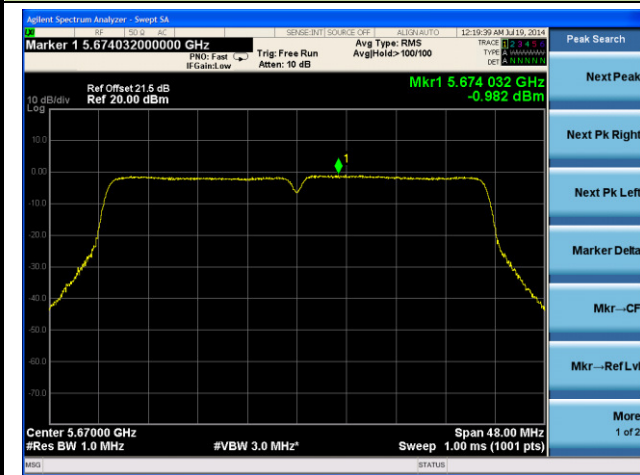 Agilent Spectrum Analyzer - Swept SA
RF 50 Ω AC SENSE:INT SOURCE OFF ALIGN AUTO 12:19:39 AM Jul 19, 2014
Marker 1 5.674032000000 GHz
PNO: Fast
IFGain:Low
Trig: Free Run
Atten: 10 dB
Avg Type: RMS
Avg|Hold:>100/100
TRACE 1 2 3 4 5 6
TYPE A
DET A N N N N N
Peak Search
Ref Offset 21.5 dB
10 dB/div Ref 20.00 dBm
Log
Mkr1 5.674 032 GHz
-0.982 dBm
10.0
0.00
-10.0
-20.0
-30.0
-40.0
-50.0
-60.0
-70.0
1
Next Peak
Next Pk Right
Next Pk Left
Marker Delta
Mkr→CF
Mkr→Ref Lvl
More
1 of 2
Center 5.67000 GHz Span 48.00 MHz
#Res BW 1.0 MHz #VBW 3.0 MHz* Sweep 1.00 ms (1001 pts)
MSG STATUS